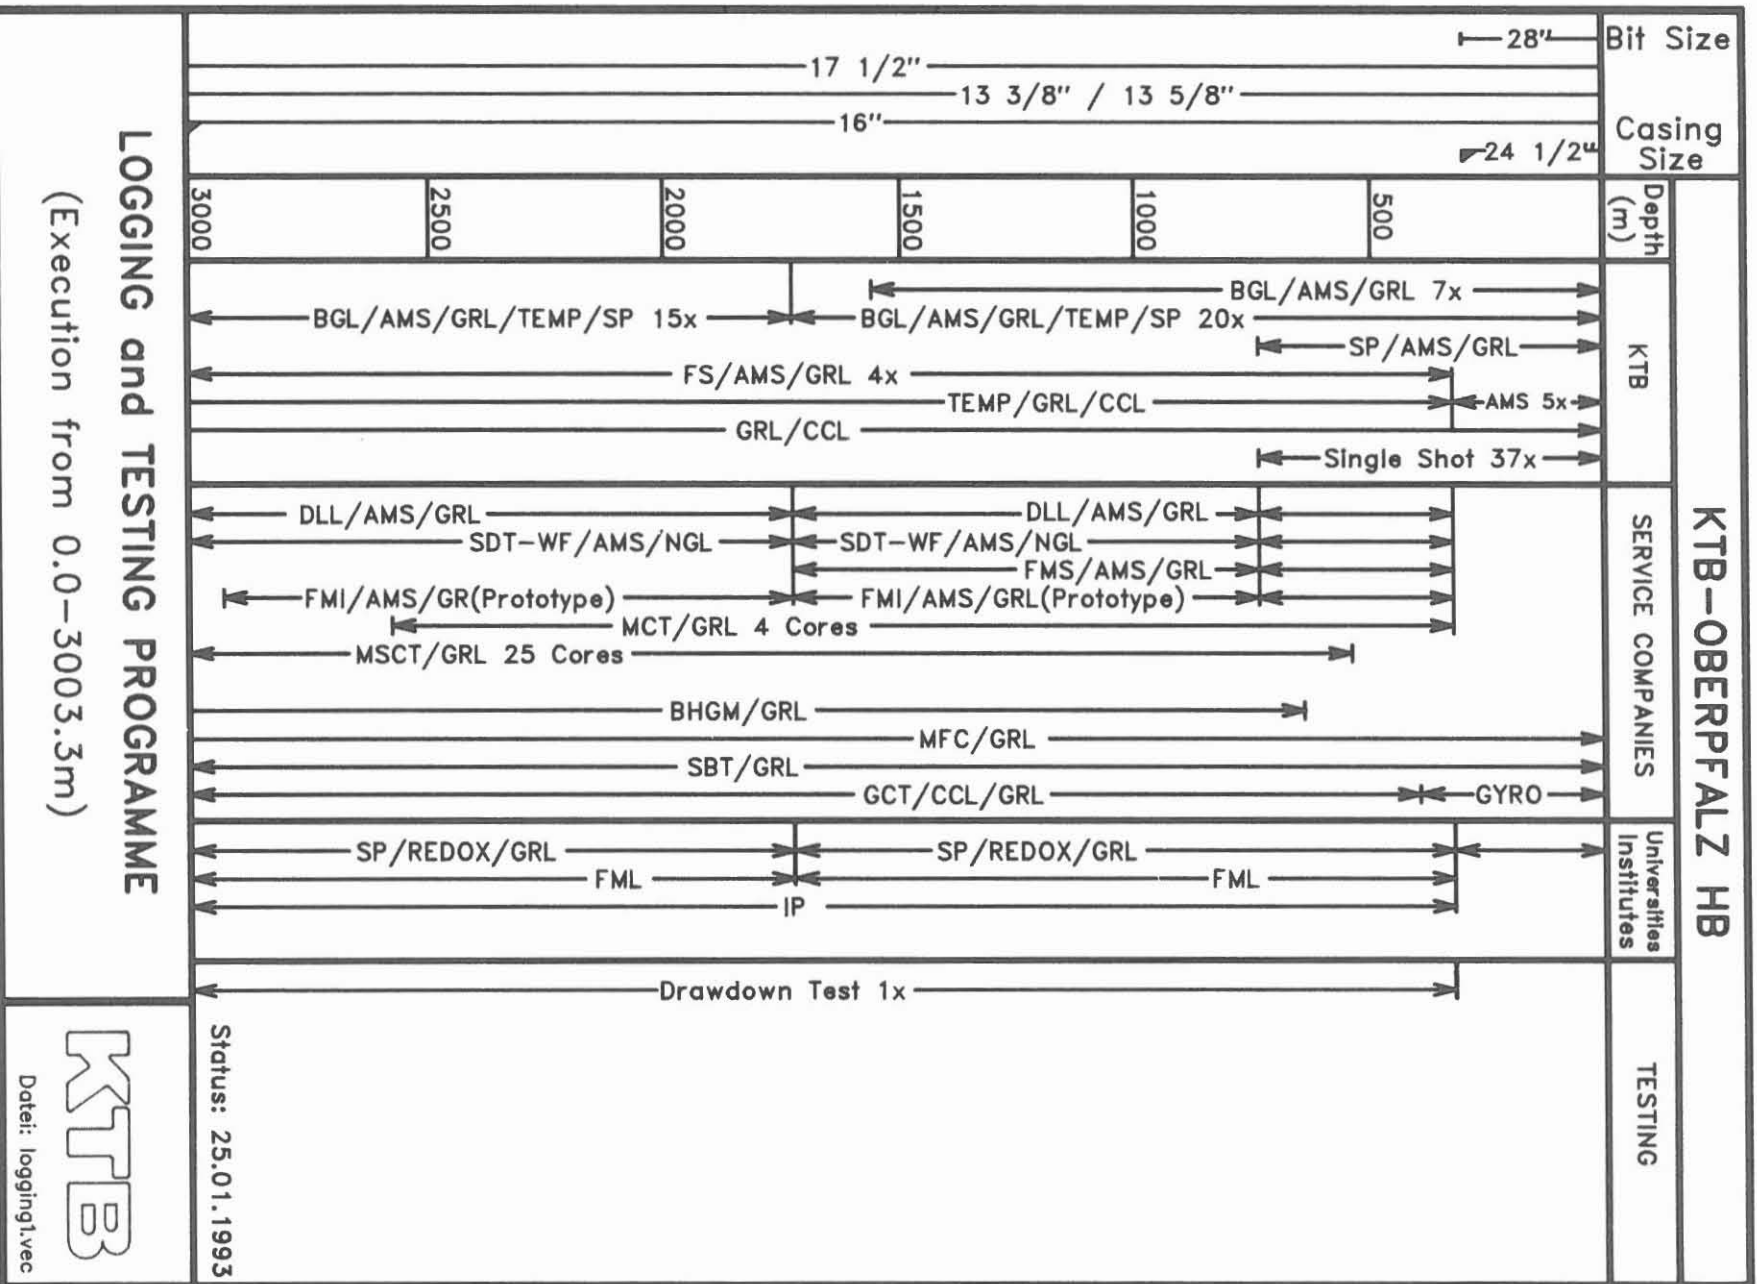 KTB-OBERPFALZ HB
Bit Size
28"
17 1/2"
13 3/8" / 13 5/8"
Casing
Size
16"
24 1/2"
Depth
(m)
500
1000
1500
2000
2500
3000
KTB
BGL/AMS/GRL 7x
BGL/AMS/GRL/TEMP/SP 15x
BGL/AMS/GRL/TEMP/SP 20x
SP/AMS/GRL
FS/AMS/GRL 4x
TEMP/GRL/CCL
AMS 5x
GRL/CCL
Single Shot 37x
SERVICE COMPANIES
DLL/AMS/GRL
DLL/AMS/GRL
SDT-WF/AMS/NGL
SDT-WF/AMS/NGL
FMS/AMS/GRL
FMI/AMS/GR(Prototype)
FMI/AMS/GRL(Prototype)
MCT/GRL 4 Cores
MSCT/GRL 25 Cores
BHGM/GRL
MFC/GRL
SBT/GRL
GCT/CCL/GRL
GYRO
Universities
Institutes
SP/REDOX/GRL
SP/REDOX/GRL
FML
FML
IP
TESTING
Drawdown Test 1x
Status: 25.01.1993
LOGGING and TESTING PROGRAMME
(Execution from 0.0-3003.3m)
KTB
Datei: logging1.vec